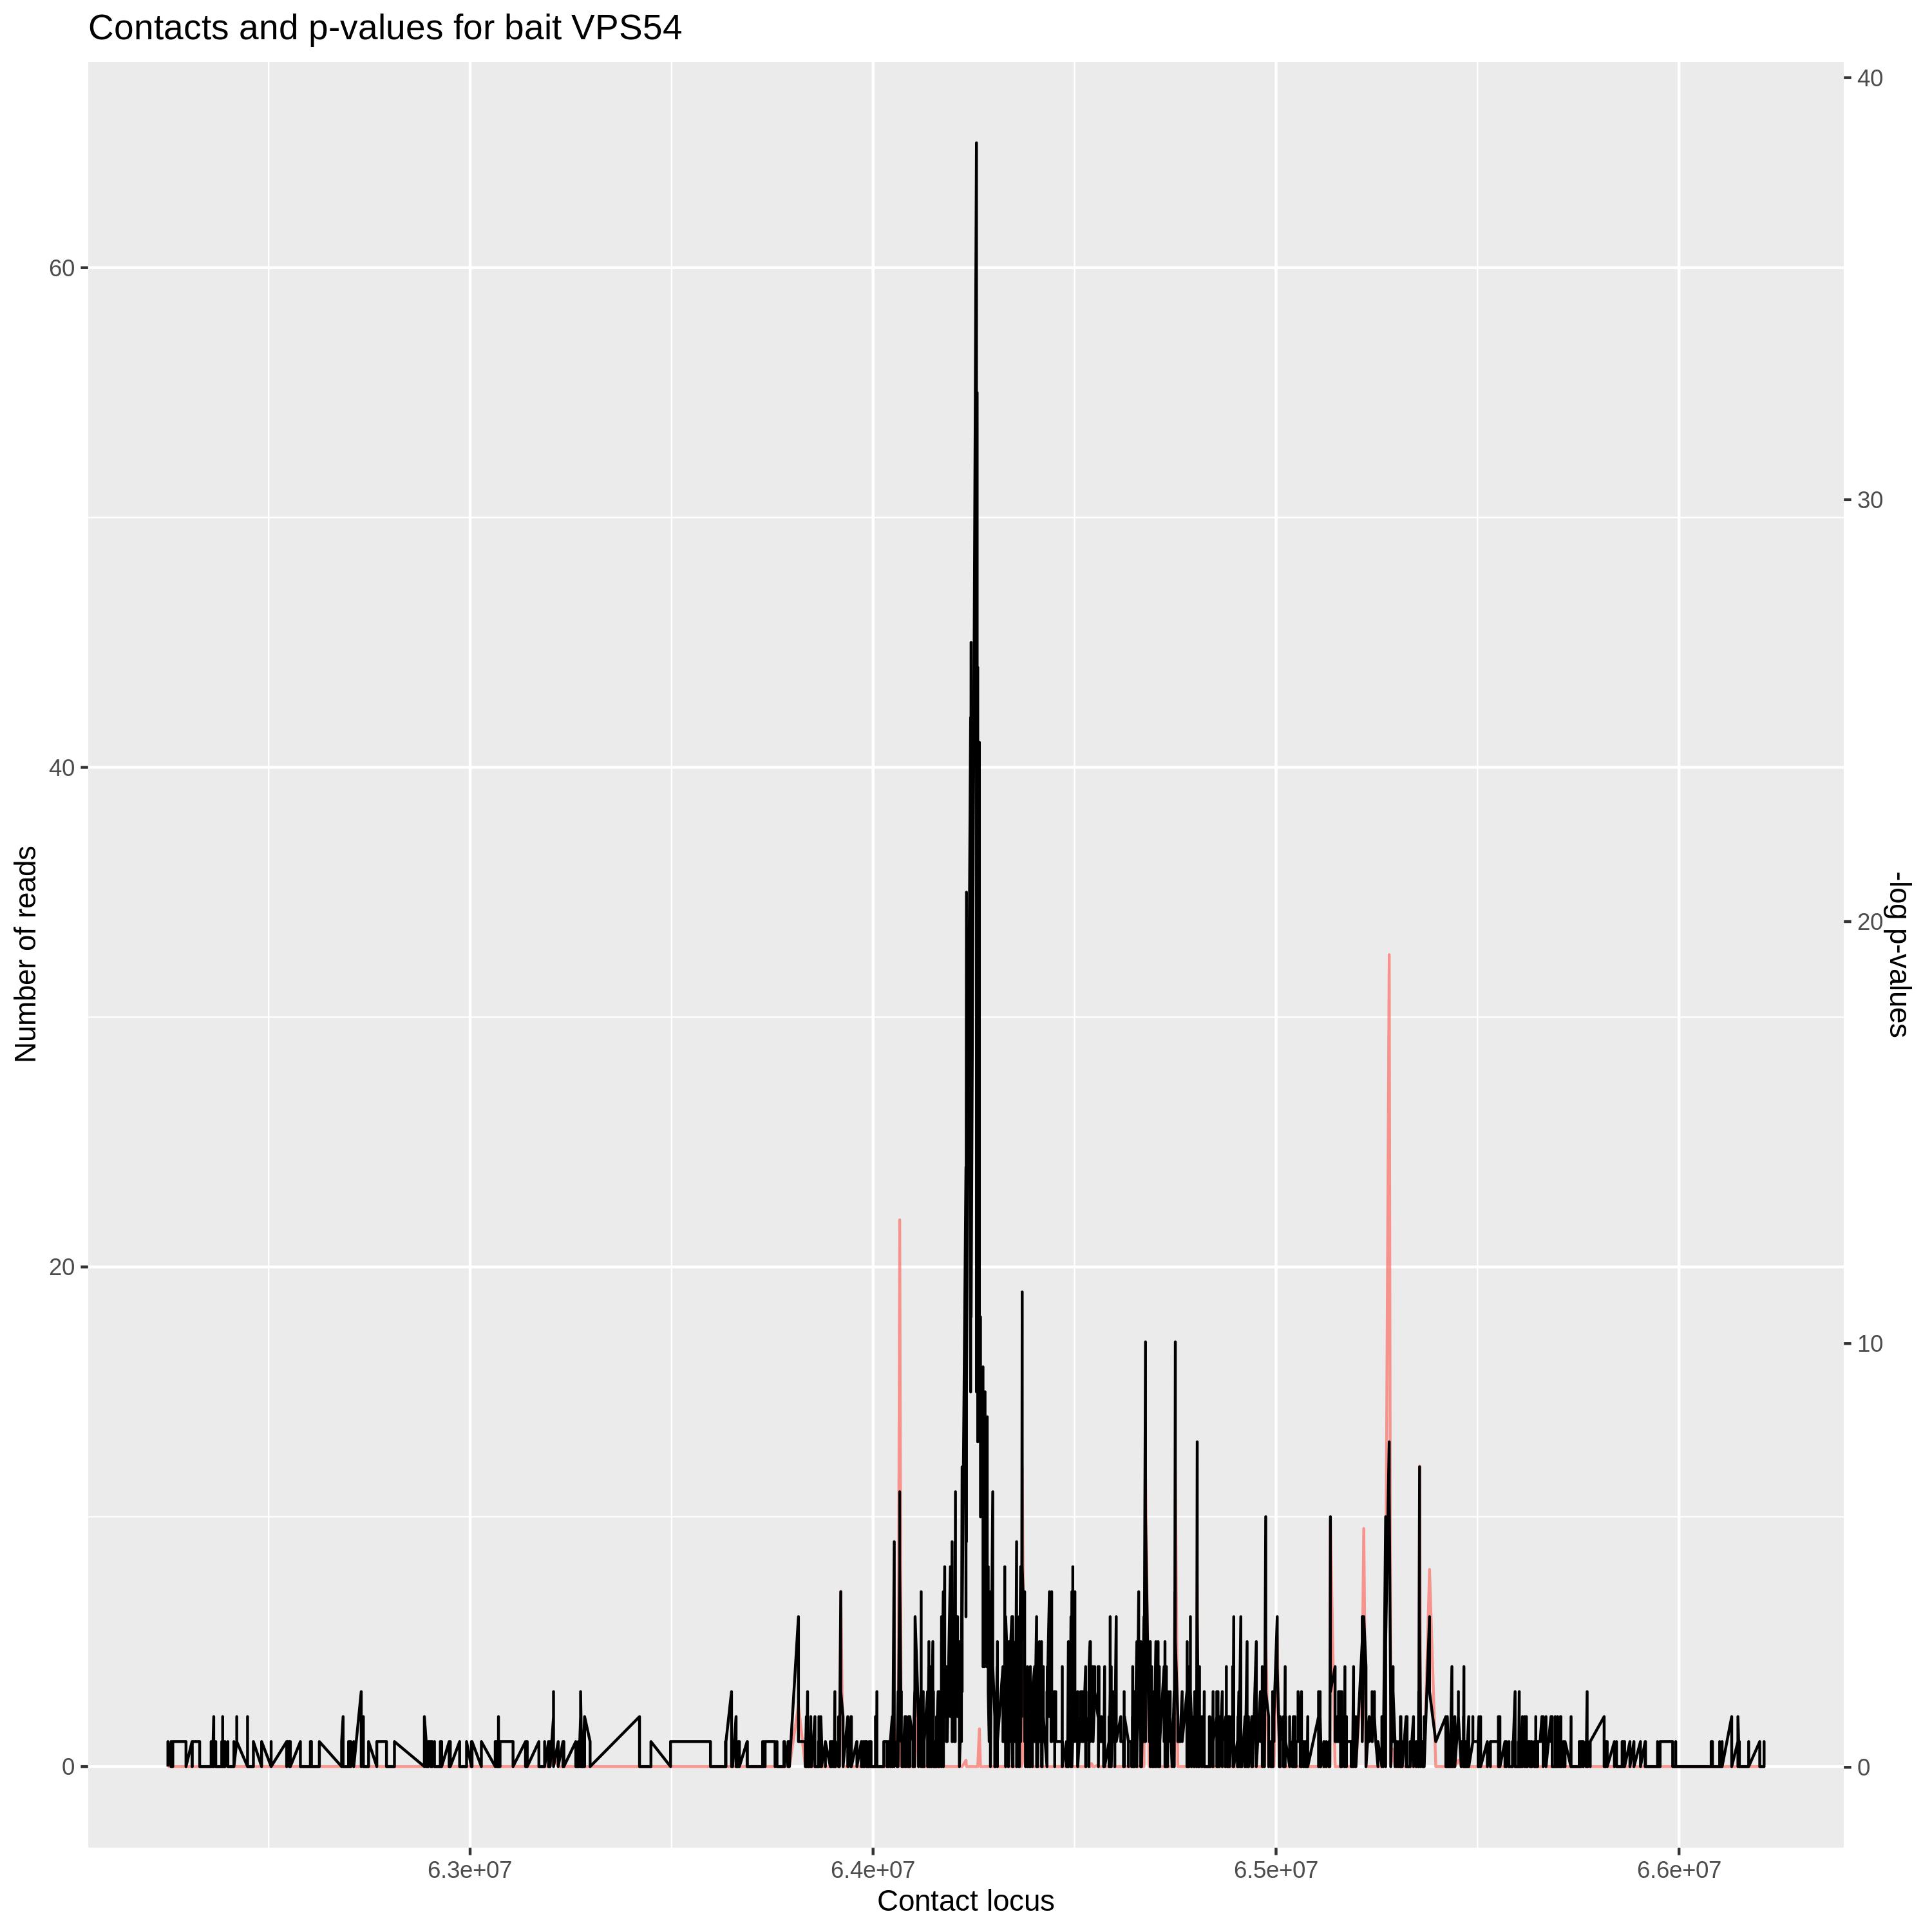 Contacts and p-values for bait VPS54
Number of reads
60
40
20
0
40
30
20
10
0
-log p-values
6.3e+07
6.4e+07
6.5e+07
6.6e+07
Contact locus